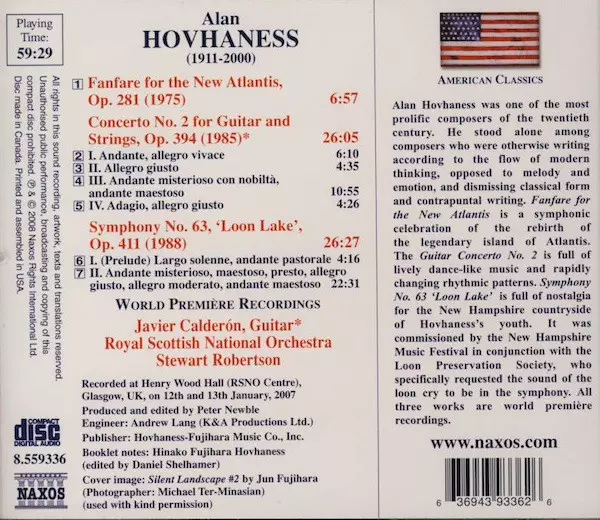 Playing
Time:
59:29
Alan
HOVHANESS
(1911-2000)
1 Fanfare for the New Atlantis,
Op. 281 (1975) 6:57
Concerto No. 2 for Guitar and
Strings, Op. 394 (1985)* 26:05
2 I. Andante, allegro vivace 6:10
3 II. Allegro giusto 4:35
4 III. Andante misterioso con nobiltà,
andante maestoso 10:55
5 IV. Adagio, allegro giusto 4:26
Symphony No. 63, ‘Loon Lake’,
Op. 411 (1988) 26:27
6 I. (Prelude) Largo solenne, andante pastorale 4:16
7 II. Andante misterioso, maestoso, presto, allegro
giusto, allegro moderato, andante maestoso 22:31
WORLD PREMIÈRE RECORDINGS
Javier Calderón, Guitar*
Royal Scottish National Orchestra
Stewart Robertson
Recorded at Henry Wood Hall (RSNO Centre),
Glasgow, UK, on 12th and 13th January, 2007
Produced and edited by Peter Newble
Engineer: Andrew Lang (K&A Productions Ltd.)
Publisher: Hovhaness-Fujihara Music Co., Inc.
Booklet notes: Hinako Fujihara Hovhaness
(edited by Daniel Shelhamer)
Cover image: Silent Landscape #2 by Jun Fujihara
(Photographer: Michael Ter-Minasian)
(used with kind permission)
All rights in this sound recording, artwork, texts and translations reserved.
Unauthorised public performance, broadcasting and copying of this
compact disc prohibited. ℗ & © 2008 Naxos Rights International Ltd.
Disc made in Canada. Printed and assembled in USA.
COMPACT
disc
DIGITAL AUDIO
8.559336
NAXOS
AMERICAN CLASSICS
Alan Hovhaness was one of the most
prolific composers of the twentieth
century. He stood alone among
composers who were otherwise writing
according to the flow of modern
thinking, opposed to melody and
emotion, and dismissing classical form
and contrapuntal writing. Fanfare for
the New Atlantis is a symphonic
celebration of the rebirth of
the legendary island of Atlantis.
The Guitar Concerto No. 2 is full of
lively dance-like music and rapidly
changing rhythmic patterns. Symphony
No. 63 ‘Loon Lake’ is full of nostalgia
for the New Hampshire countryside
of Hovhaness’s youth. It was
commissioned by the New Hampshire
Music Festival in conjunction with the
Loon Preservation Society, who
specifically requested the sound of the
loon cry to be in the symphony. All
three works are world première
recordings.
www.naxos.com
6 36943 93362 6